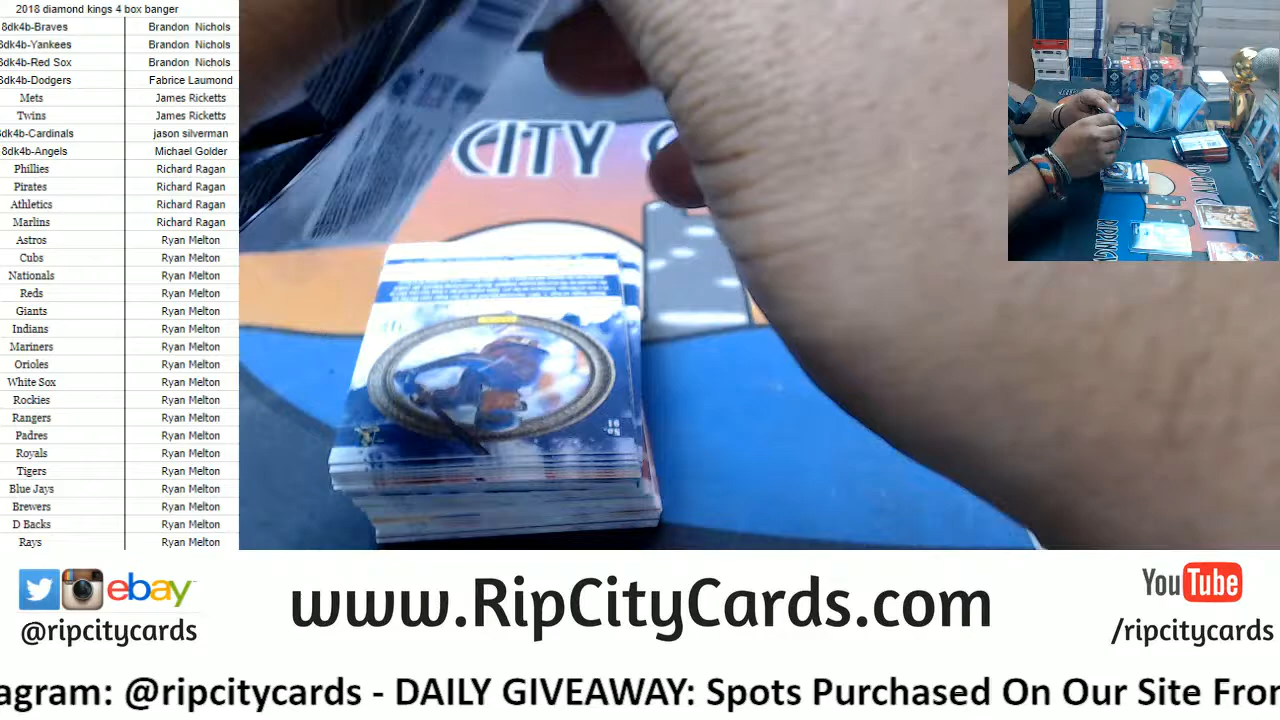 2018 diamond kings 4 box banger
8dk4b-Braves Brandon Nichols
8dk4b-Yankees Brandon Nichols
8dk4b-Red Sox Brandon Nichols
8dk4b-Dodgers Fabrice Laumond
Mets James Ricketts
Twins James Ricketts
8dk4b-Cardinals jason silverman
8dk4b-Angels Michael Golder
Phillies Richard Ragan
Pirates Richard Ragan
Athletics Richard Ragan
Marlins Richard Ragan
Astros Ryan Melton
Cubs Ryan Melton
Nationals Ryan Melton
Reds Ryan Melton
Giants Ryan Melton
Indians Ryan Melton
Mariners Ryan Melton
Orioles Ryan Melton
White Sox Ryan Melton
Rockies Ryan Melton
Rangers Ryan Melton
Padres Ryan Melton
Royals Ryan Melton
Tigers Ryan Melton
Blue Jays Ryan Melton
Brewers Ryan Melton
D Backs Ryan Melton
Rays Ryan Melton
CITY
No. 91
RIP CITY
RIPPING
ebay
@ripcitycards
www.RipCityCards.com
YouTube
/ripcitycards
agram: @ripcitycards - DAILY GIVEAWAY: Spots Purchased On Our Site From